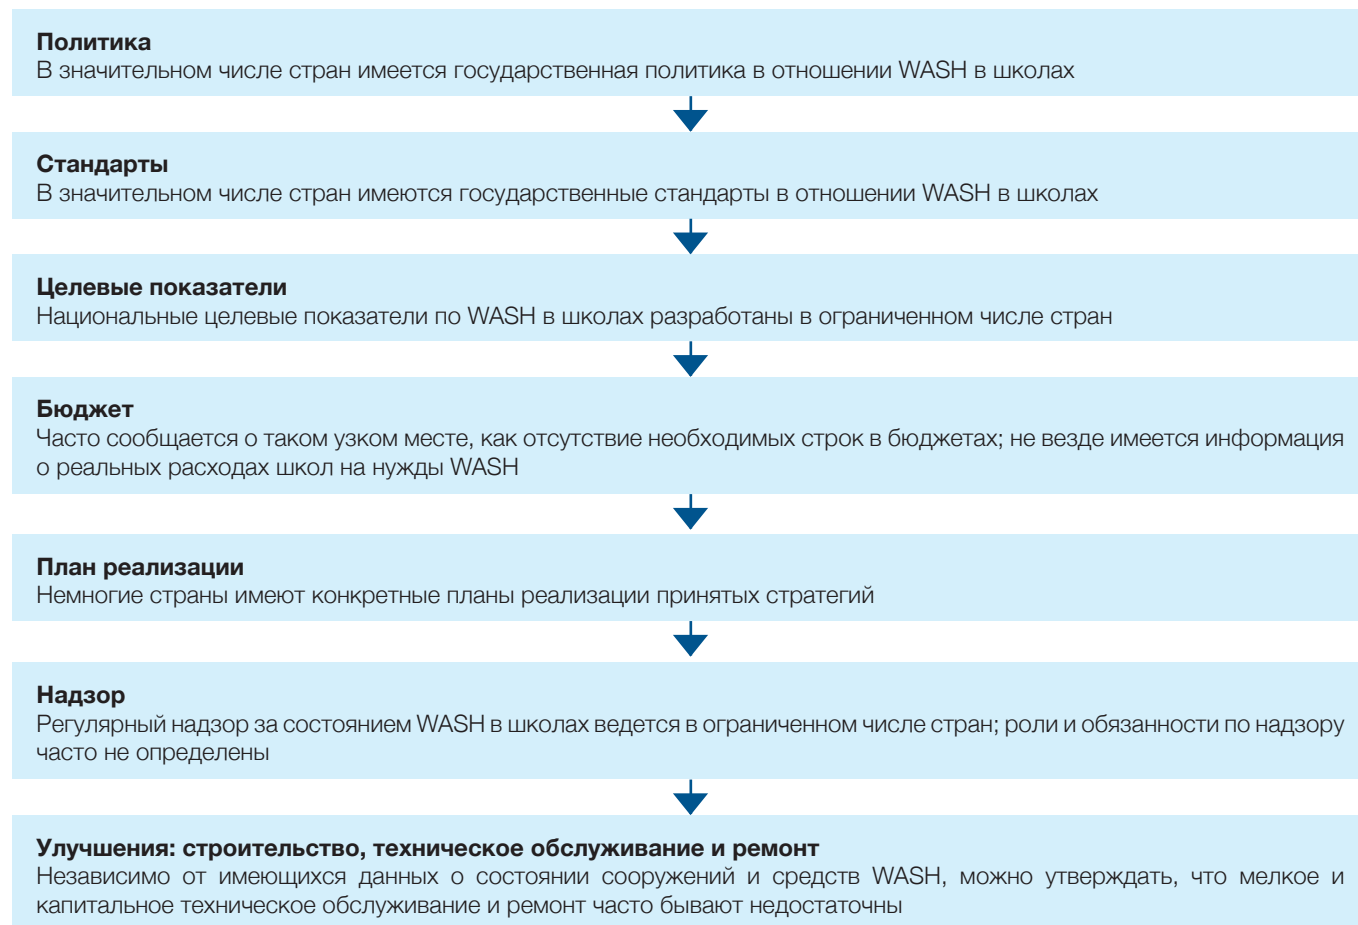 Политика
В значительном числе стран имеется государственная политика в отношении WASH в школах
Стандарты
В значительном числе стран имеются государственные стандарты в отношении WASH в школах
Целевые показатели
Национальные целевые показатели по WASH в школах разработаны в ограниченном числе стран
Бюджет
Часто сообщается о таком узком месте, как отсутствие необходимых строк в бюджетах; не везде имеется информация
о реальных расходах школ на нужды WASH
План реализации
Немногие страны имеют конкретные планы реализации принятых стратегий
Надзор
Регулярный надзор за состоянием WASH в школах ведется в ограниченном числе стран; роли и обязанности по надзору
часто не определены
Улучшения: строительство, техническое обслуживание и ремонт
Независимо от имеющихся данных о состоянии сооружений и средств WASH, можно утверждать, что мелкое и
капитальное техническое обслуживание и ремонт часто бывают недостаточны